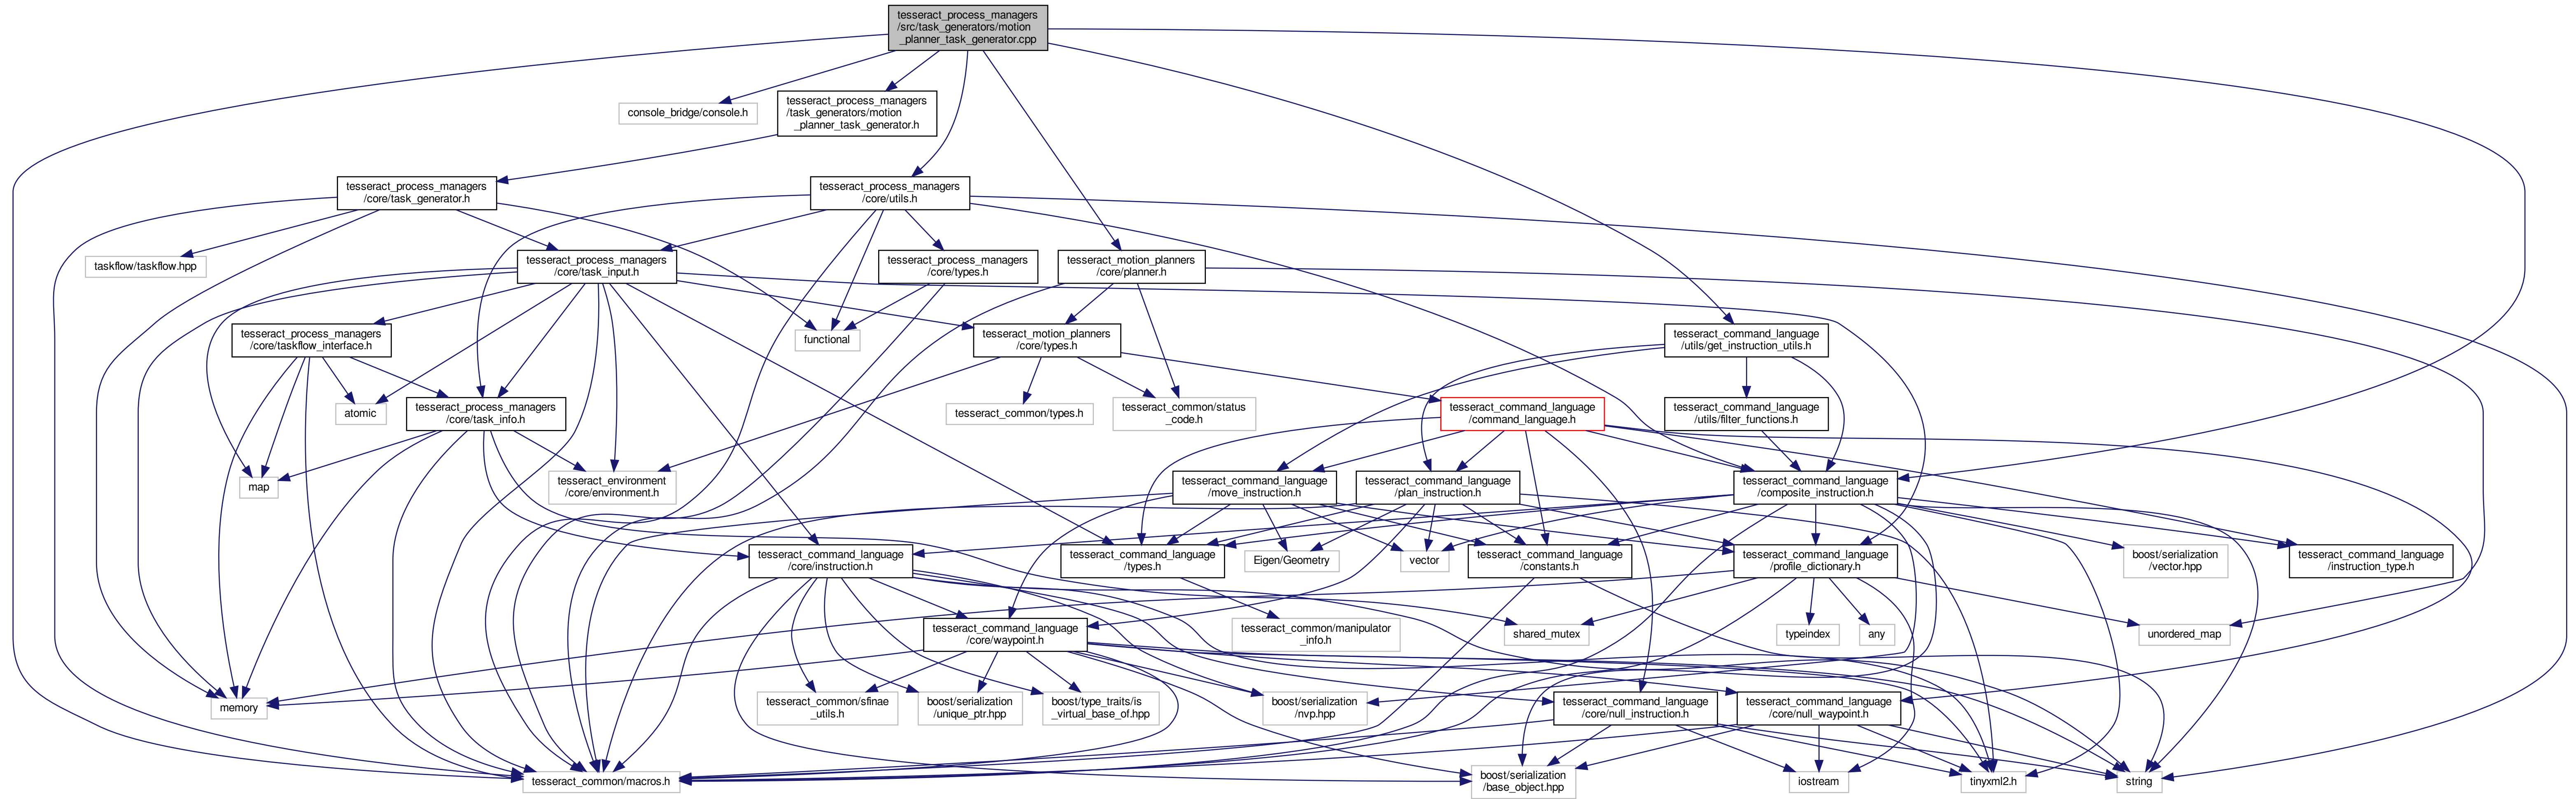 tesseract_process_managers
/src/task_generators/motion
_planner_task_generator.cpp
console_bridge/console.h
tesseract_process_managers
/task_generators/motion
_planner_task_generator.h
tesseract_process_managers
/core/task_generator.h
tesseract_process_managers
/core/utils.h
taskflow/taskflow.hpp
tesseract_process_managers
/core/task_input.h
tesseract_process_managers
/core/types.h
tesseract_motion_planners
/core/planner.h
tesseract_process_managers
/core/taskflow_interface.h
functional
tesseract_motion_planners
/core/types.h
tesseract_command_language
/utils/get_instruction_utils.h
atomic
tesseract_process_managers
/core/task_info.h
tesseract_common/types.h
tesseract_common/status
_code.h
tesseract_command_language
/command_language.h
tesseract_command_language
/utils/filter_functions.h
map
tesseract_environment
/core/environment.h
tesseract_command_language
/move_instruction.h
tesseract_command_language
/plan_instruction.h
tesseract_command_language
/composite_instruction.h
tesseract_command_language
/core/instruction.h
tesseract_command_language
/types.h
Eigen/Geometry
vector
tesseract_command_language
/constants.h
tesseract_command_language
/profile_dictionary.h
boost/serialization
/vector.hpp
tesseract_command_language
/instruction_type.h
tesseract_command_language
/core/waypoint.h
tesseract_common/manipulator
_info.h
shared_mutex
typeindex
any
unordered_map
memory
tesseract_common/sfinae
_utils.h
boost/serialization
/unique_ptr.hpp
boost/type_traits/is
_virtual_base_of.hpp
boost/serialization
/nvp.hpp
tesseract_command_language
/core/null_instruction.h
tesseract_command_language
/core/null_waypoint.h
tesseract_common/macros.h
boost/serialization
/base_object.hpp
iostream
tinyxml2.h
string